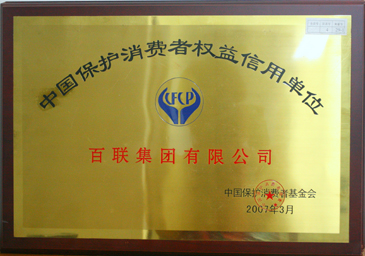 中国保护消费者权益信用单位
CFCP
百联集团有限公司
中国保护消费者基金会
2007年3月